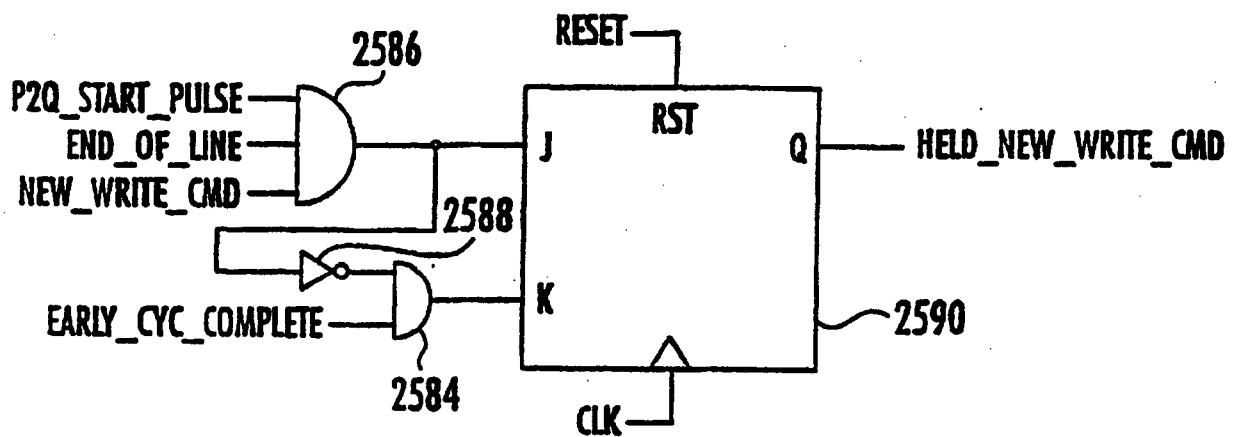 RESET
2586
P2Q_START_PULSE
END_OF_LINE
NEW_WRITE_CMD
RST
J
Q
HELD_NEW_WRITE_CMD
2588
K
EARLY_CYC_COMPLETE
2590
2584
CLK